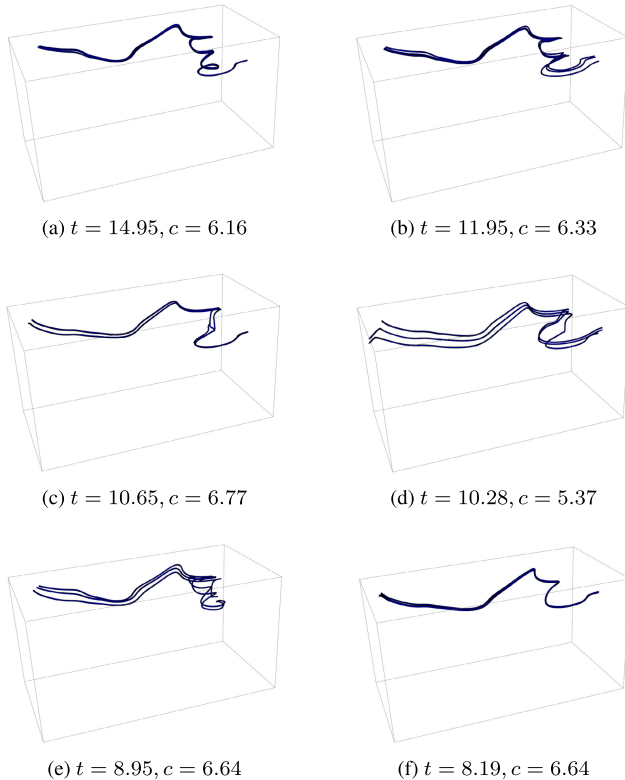 (a) t = 14.95, c = 6.16
(b) t = 11.95, c = 6.33
(c) t = 10.65, c = 6.77
(d) t = 10.28, c = 5.37
(e) t = 8.95, c = 6.64
(f) t = 8.19, c = 6.64